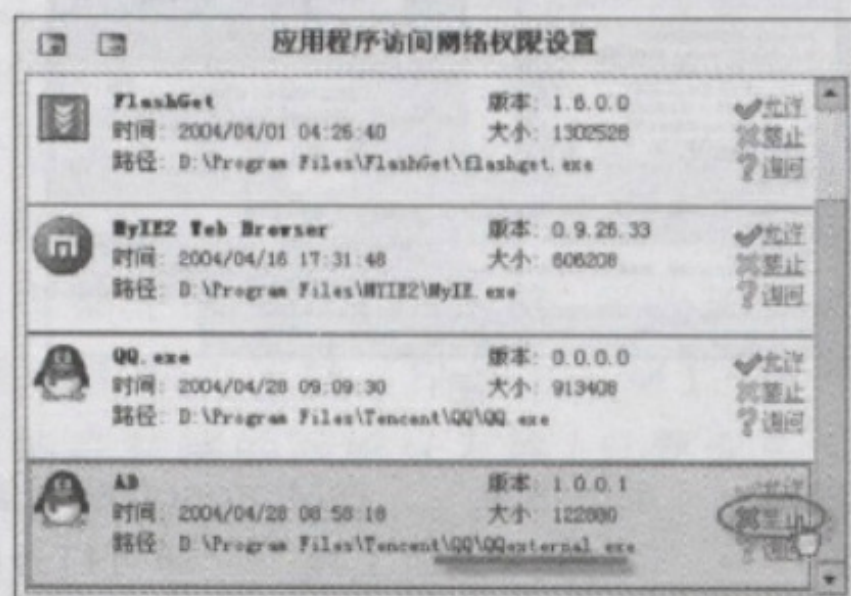 应用程序访问网络权限设置
FlashGet 版本: 1.6.0.0 允许
时间: 2004/04/01 04:26:40 大小: 1302528 禁止
路径: D:\Program Files\FlashGet\flashget.exe 询问
MyIE2 Web Browser 版本: 0.9.26.33 允许
时间: 2004/04/16 17:31:48 大小: 606208 禁止
路径: D:\Program Files\MYIE2\MyIE.exe 询问
QQ.exe 版本: 0.0.0.0 允许
时间: 2004/04/28 09:09:30 大小: 913408 禁止
路径: D:\Program Files\Tencent\QQ\QQ.exe 询问
AD 版本: 1.0.0.1 允许
时间: 2004/04/28 08:58:18 大小: 122880 禁止
路径: D:\Program Files\Tencent\QQ\QQexternal.exe 询问